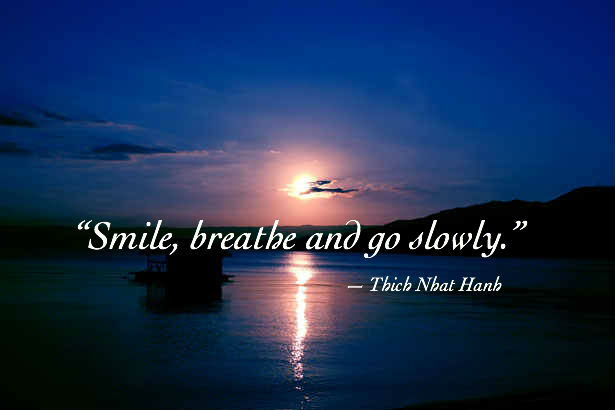 “Smile, breathe and go slowly.”
— Thich Nhat Hanh